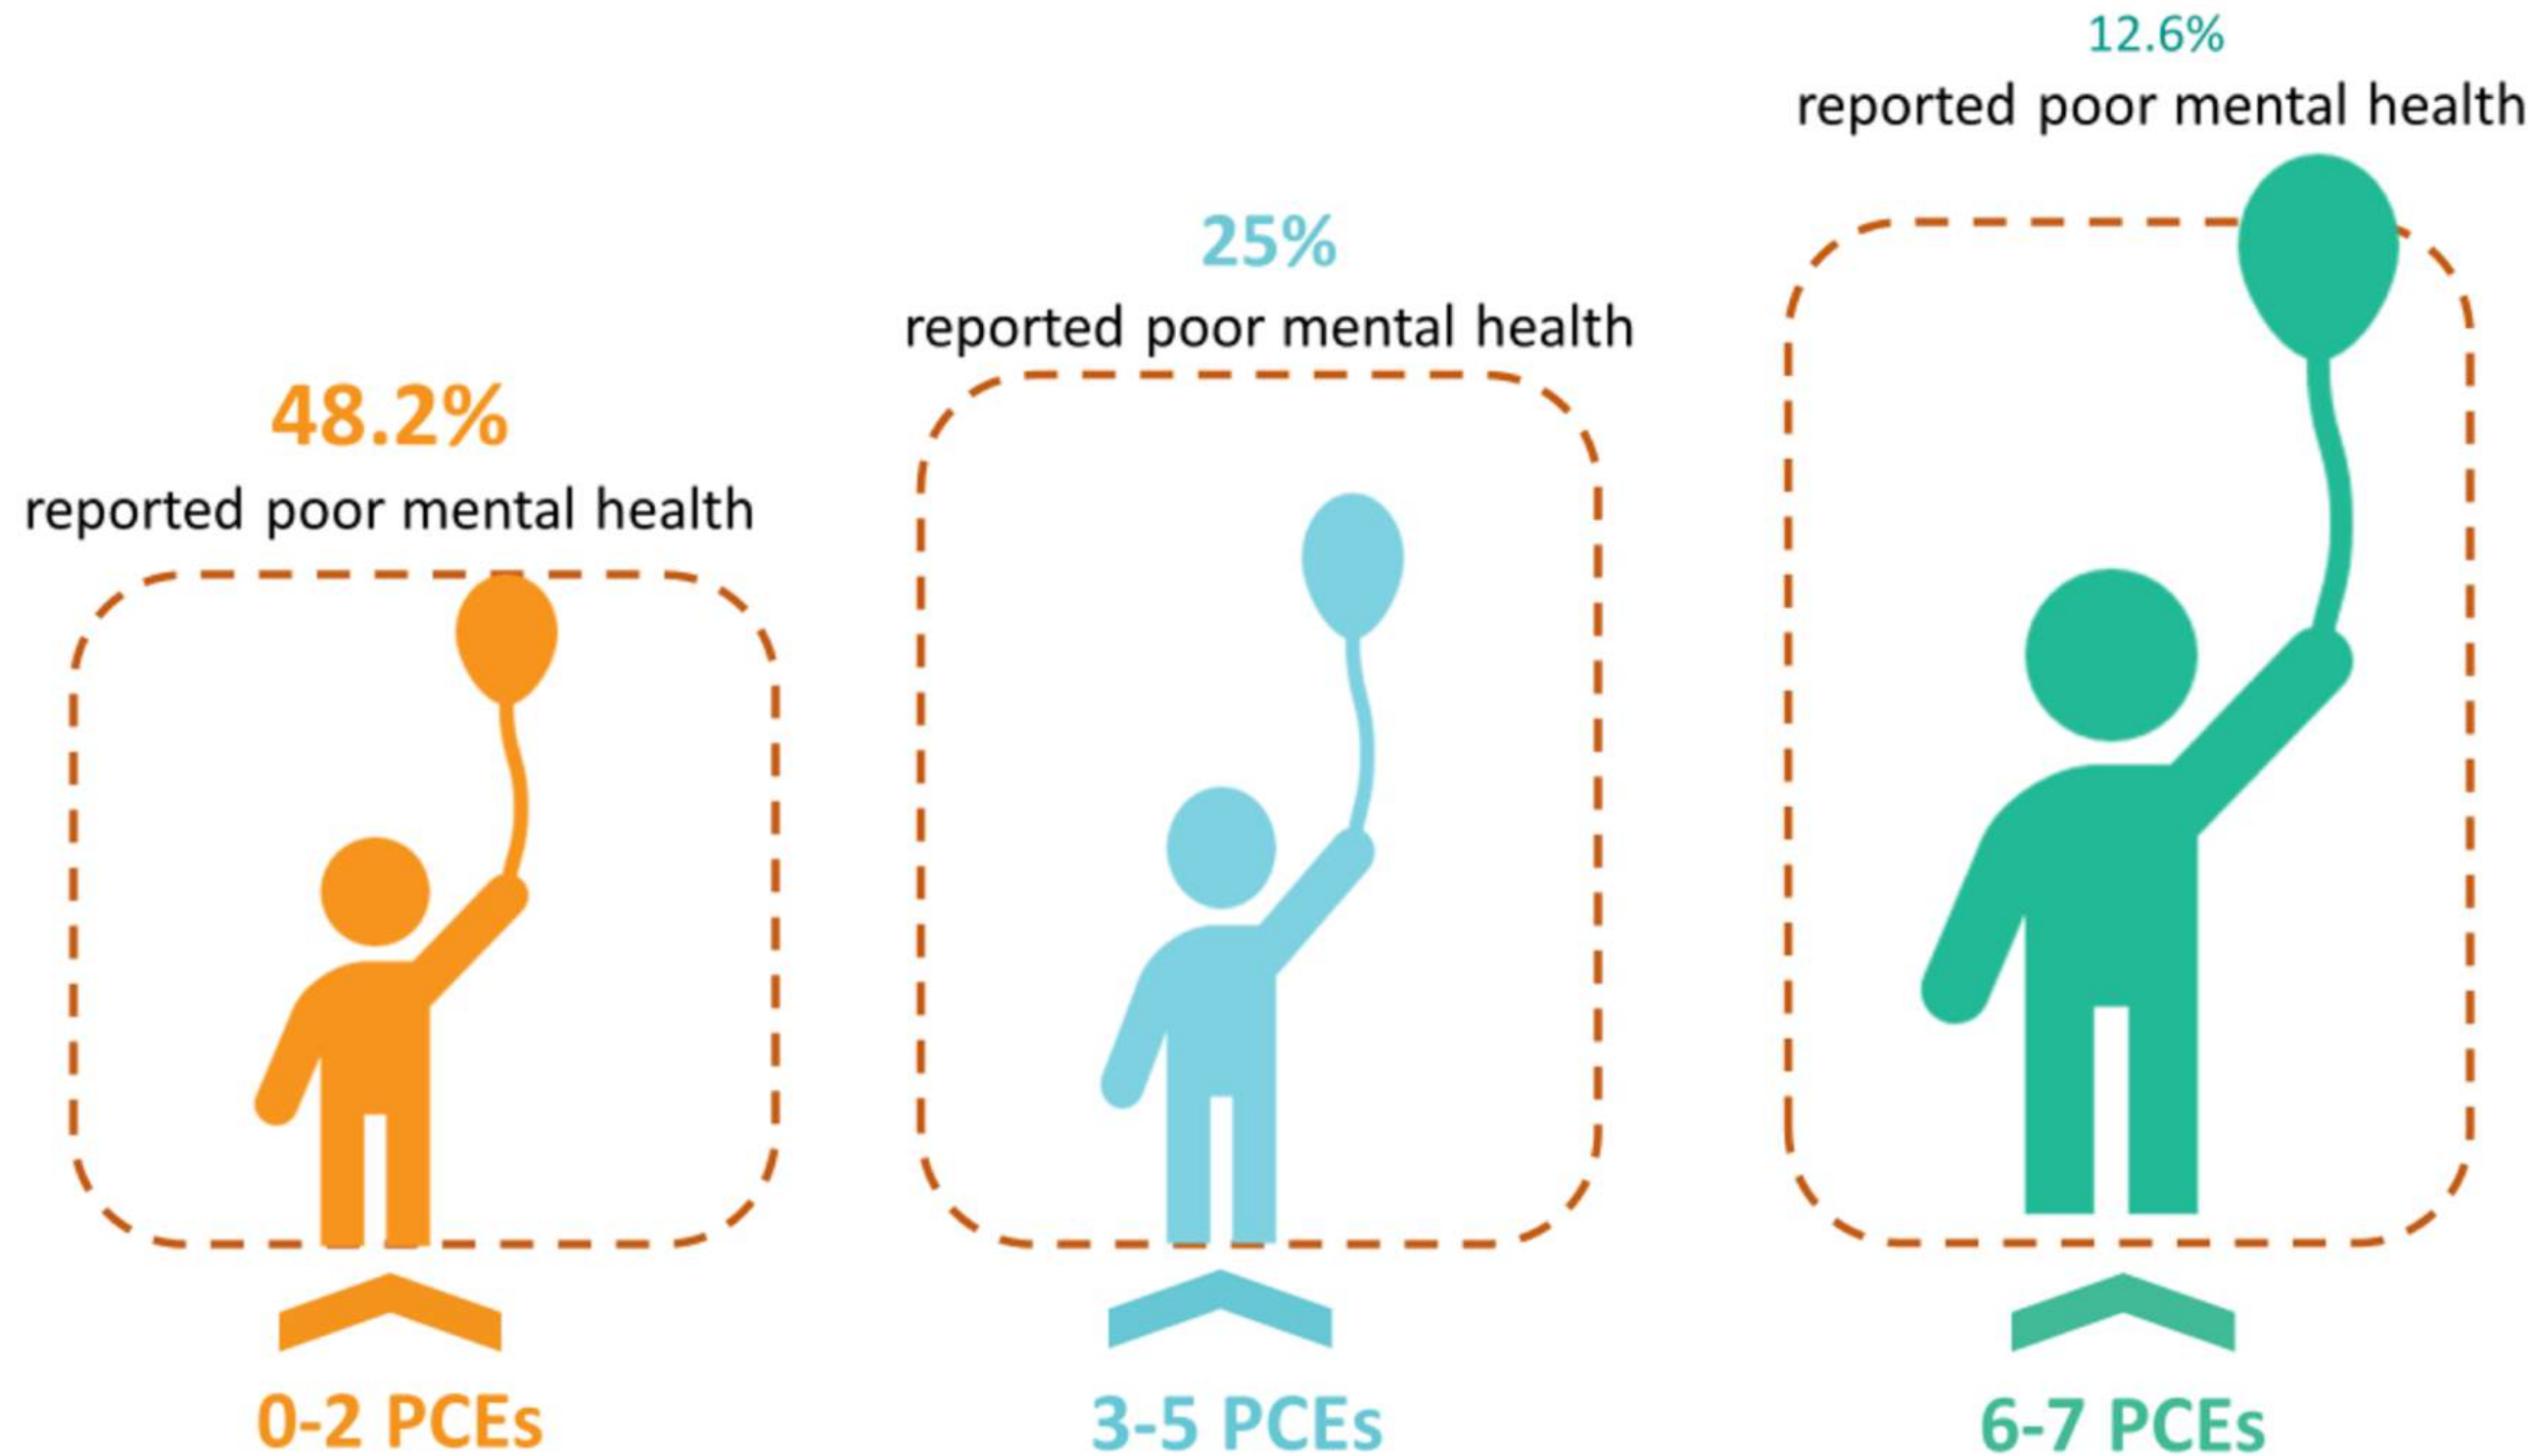 48.2%
reported poor mental health
0-2 PCEs
25%
reported poor mental health
3-5 PCEs
12.6%
reported poor mental health
6-7 PCEs